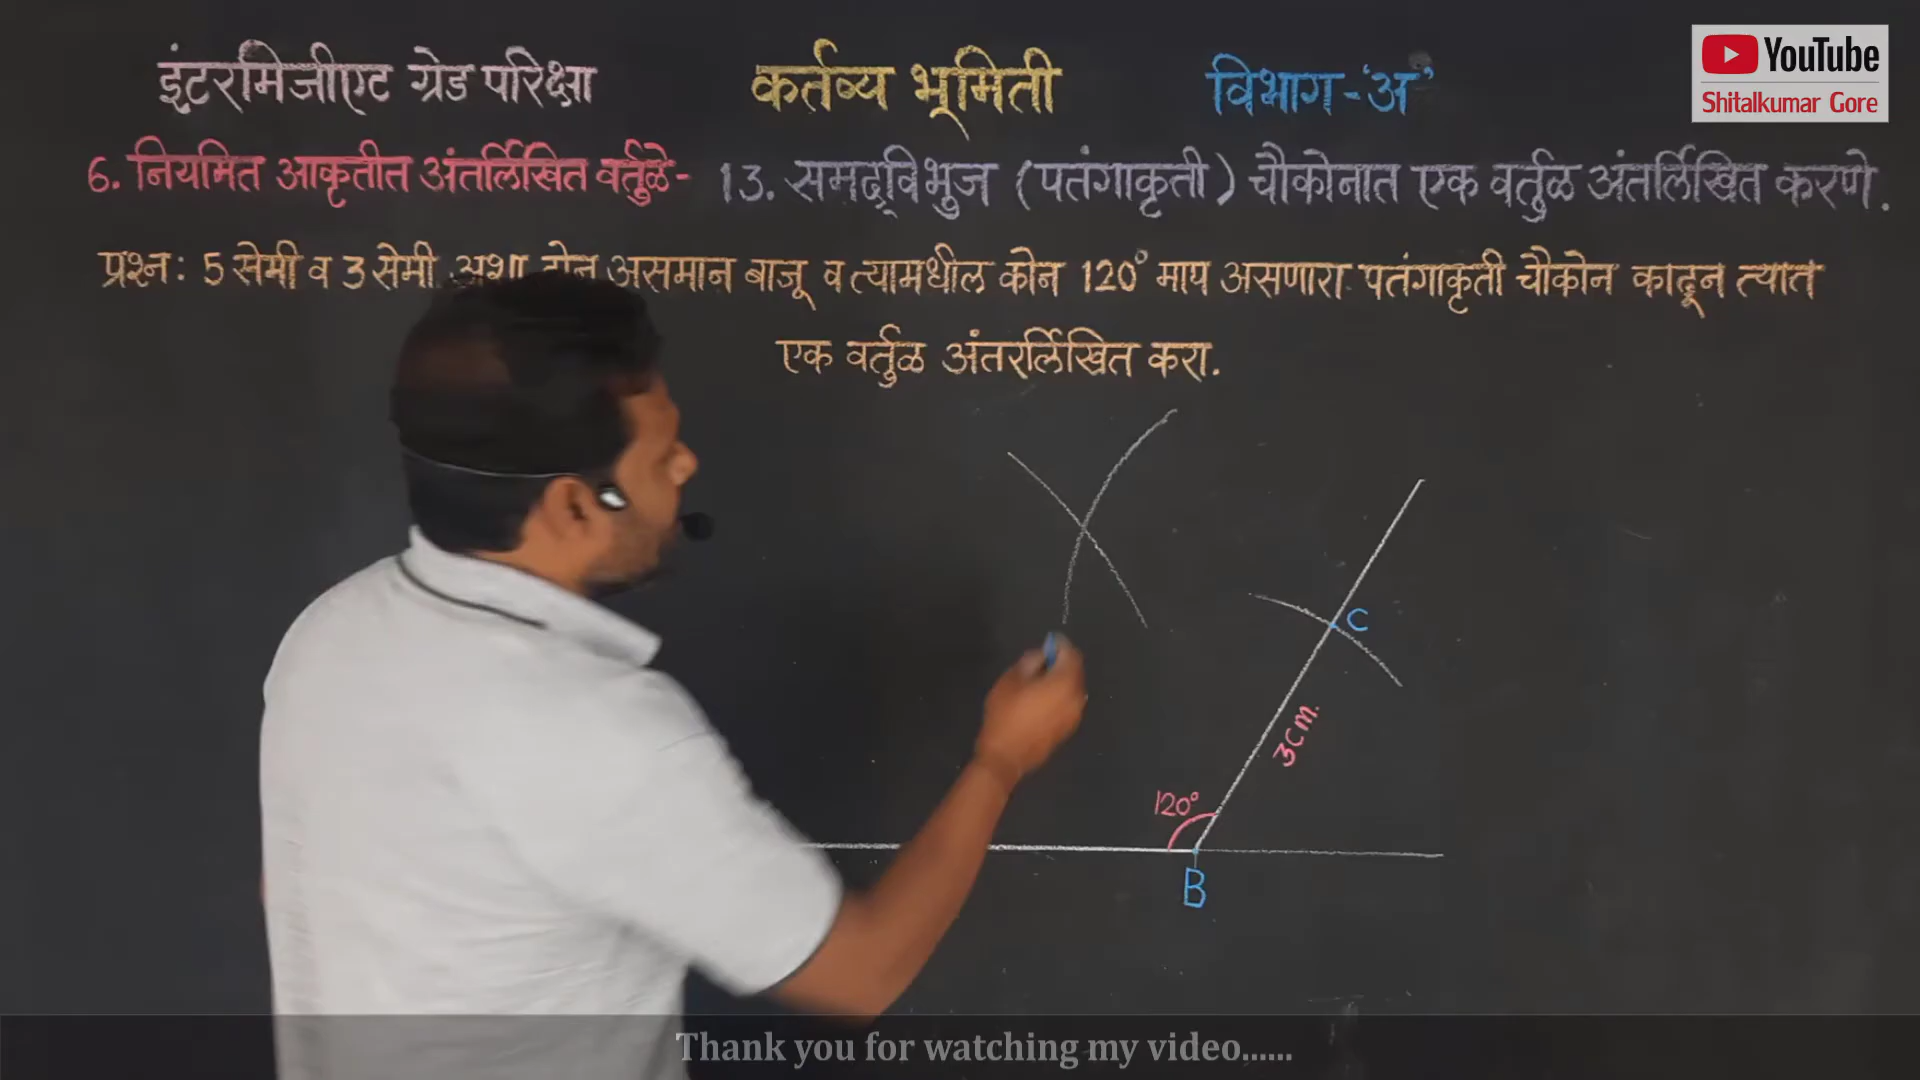 इंटरमिजीएट ग्रेड परिक्षा कर्तव्य भूमिती विभाग-'अ'
YouTube
Shitalkumar Gore
6. नियमित आकृतीत अंतर्लिखित वर्तुळे- 13. समद्विभुज (पतंगाकृती) चौकोनात एक वर्तुळ अंतर्लिखित करणे.
प्रश्न: 5 सेमी व 3 सेमी अशा दोन असमान बाजू व त्यामधील कोन 120° माप असणारा पतंगाकृती चौकोन काढून त्यात
एक वर्तुळ अंतरर्लिखित करा.
C
3cm.
120°
B
Thank you for watching my video......